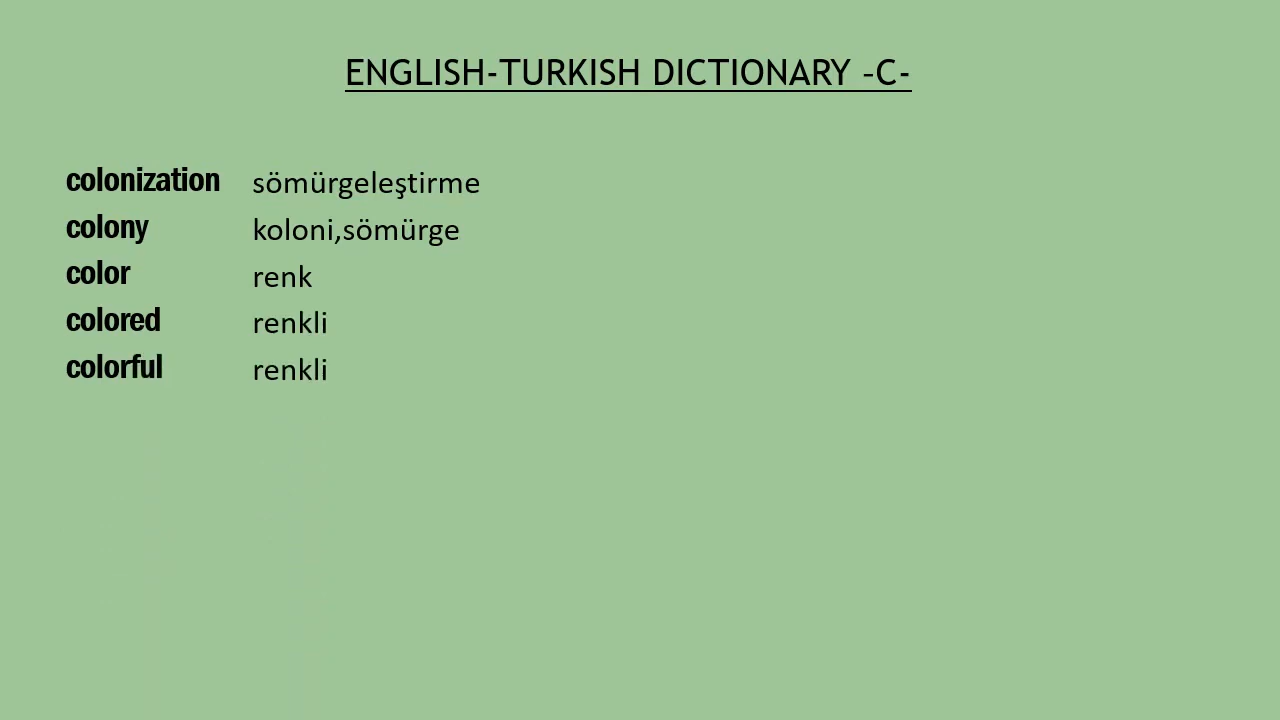 ENGLISH-TURKISH DICTIONARY –C-
colonization sömürgeleştirme
colony koloni,sömürge
color renk
colored renkli
colorful renkli